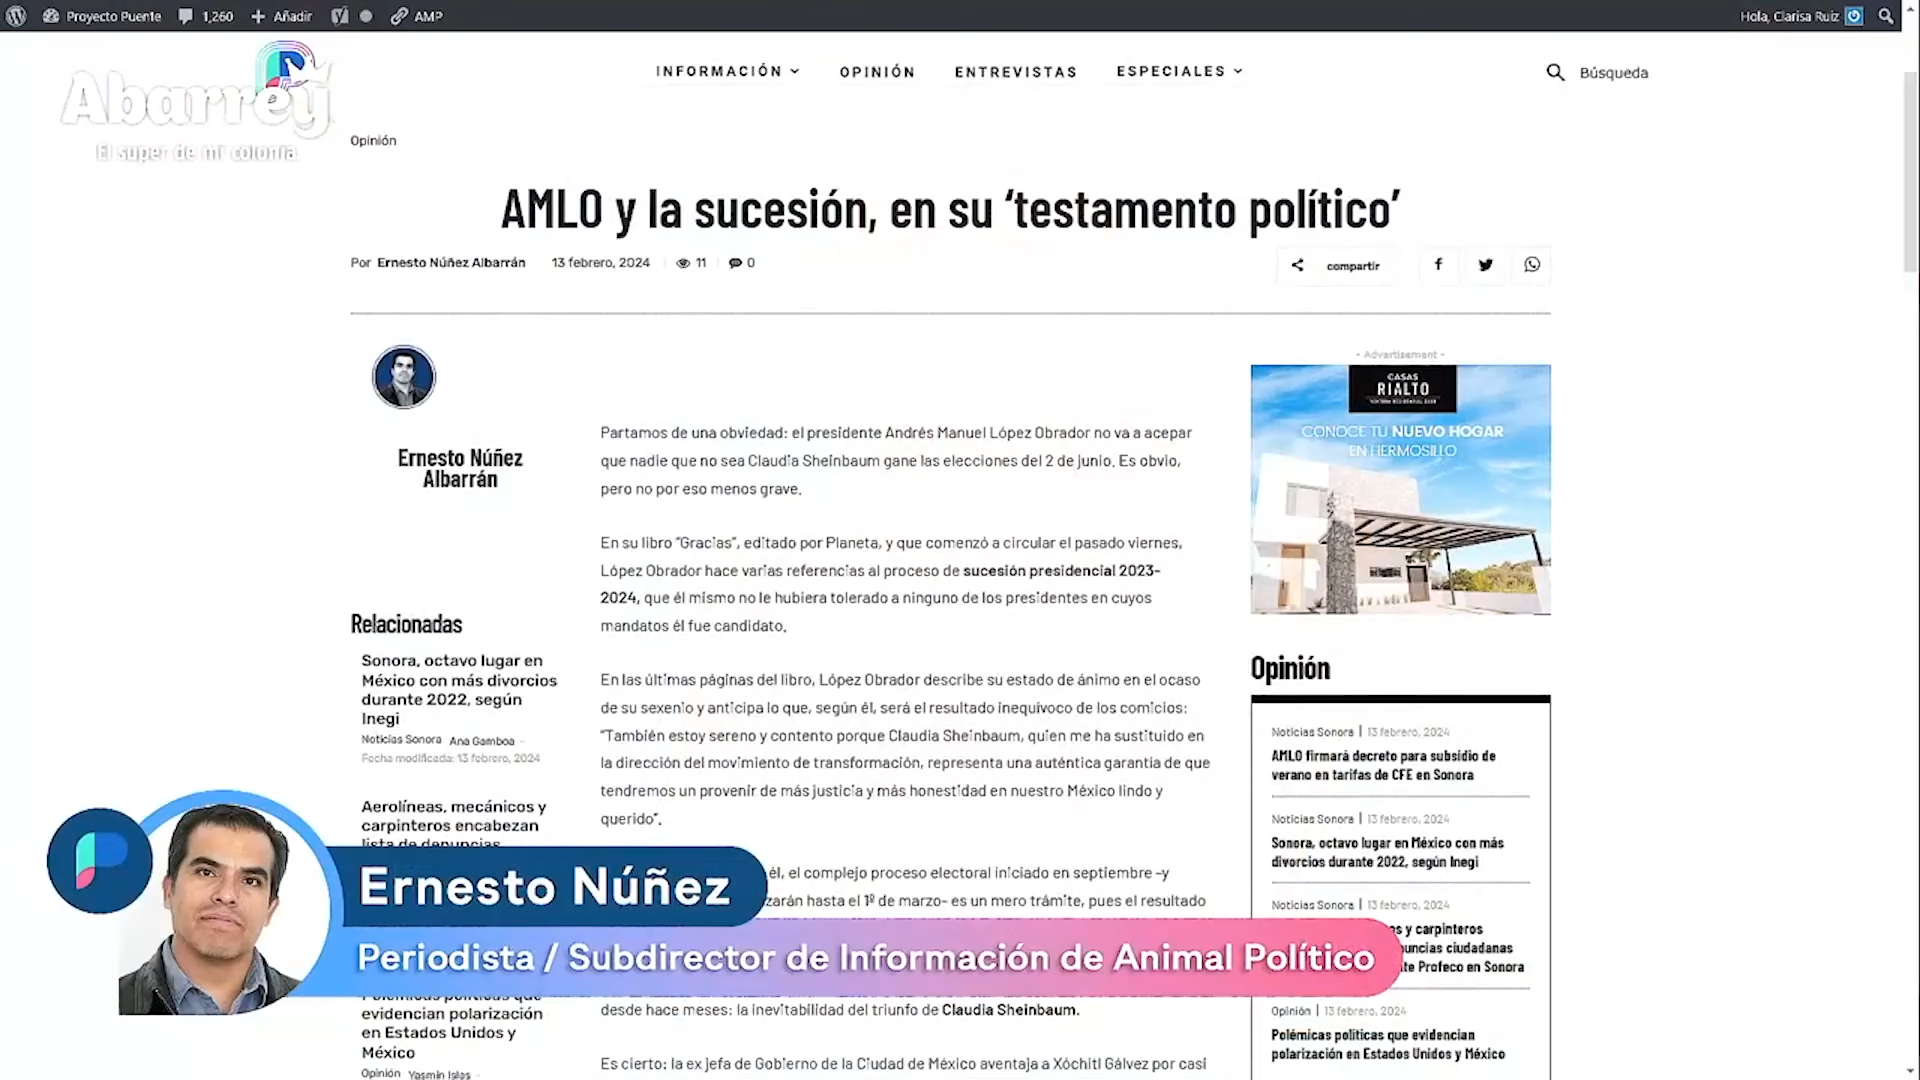 Proyecto Puente
1,260
Añadir
AMP
Hola, Clarisa Ruiz
Abarrey
El super de mi colonia
INFORMACIÓN
OPINIÓN
ENTREVISTAS
ESPECIALES
Búsqueda
Opinión
AMLO y la sucesión, en su ‘testamento político’
Por Ernesto Núñez Albarrán 13 febrero, 2024 11 0
compartir
Ernesto Núñez
Albarrán
Partamos de una obviedad: el presidente Andrés Manuel López Obrador no va a acepar
que nadie que no sea Claudia Sheinbaum gane las elecciones del 2 de junio. Es obvio,
pero no por eso menos grave.
En su libro “Gracias”, editado por Planeta, y que comenzó a circular el pasado viernes,
López Obrador hace varias referencias al proceso de sucesión presidencial 2023-
2024, que él mismo no le hubiera tolerado a ninguno de los presidentes en cuyos
mandatos él fue candidato.
En las últimas páginas del libro, López Obrador describe su estado de ánimo en el ocaso
de su sexenio y anticipa lo que, según él, será el resultado inequívoco de los comicios:
“También estoy sereno y contento porque Claudia Sheinbaum, quien me ha sustituido en
la dirección del movimiento de transformación, representa una auténtica garantía de que
tendremos un provenir de más justicia y más honestidad en nuestro México lindo y
querido”.
él, el complejo proceso electoral iniciado en septiembre –y
zarán hasta el 1º de marzo– es un mero trámite, pues el resultado
desde hace meses: la inevitabilidad del triunfo de Claudia Sheinbaum.
Es cierto: la ex jefa de Gobierno de la Ciudad de México aventaja a Xóchitl Gálvez por casi
Relacionadas
Sonora, octavo lugar en
México con más divorcios
durante 2022, según
Inegi
Noticias Sonora Ana Gamboa -
Fecha modificada: 13 febrero, 2024
Aerolíneas, mecánicos y
carpinteros encabezan
lista de denuncias
Polémicas políticas que
evidencian polarización
en Estados Unidos y
México
Opinión Yasmín Islas -
- Advertisement -
CASAS
RIALTO
CONOCE TU NUEVO HOGAR
EN HERMOSILLO
Opinión
Noticias Sonora | 13 febrero, 2024
AMLO firmará decreto para subsidio de
verano en tarifas de CFE en Sonora
Noticias Sonora | 13 febrero, 2024
Sonora, octavo lugar en México con más
divorcios durante 2022, según Inegi
Noticias Sonora | 13 febrero, 2024
os y carpinteros
nuncias ciudadanas
te Profeco en Sonora
Opinión | 13 febrero, 2024
Polémicas políticas que evidencian
polarización en Estados Unidos y México
Ernesto Núñez
Periodista / Subdirector de Información de Animal Político